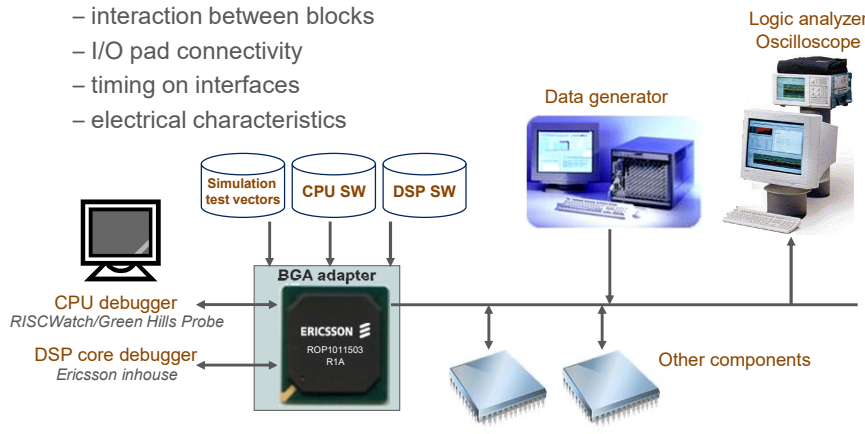 – interaction between blocks
– I/O pad connectivity
– timing on interfaces
– electrical characteristics
Logic analyzer
Oscilloscope
Data generator
Simulation
test vectors
CPU SW
DSP SW
BGA adapter
CPU debugger
RISCWatch/Green Hills Probe
ERICSSON
ROP1011503
R1A
DSP core debugger
Ericsson inhouse
Other components